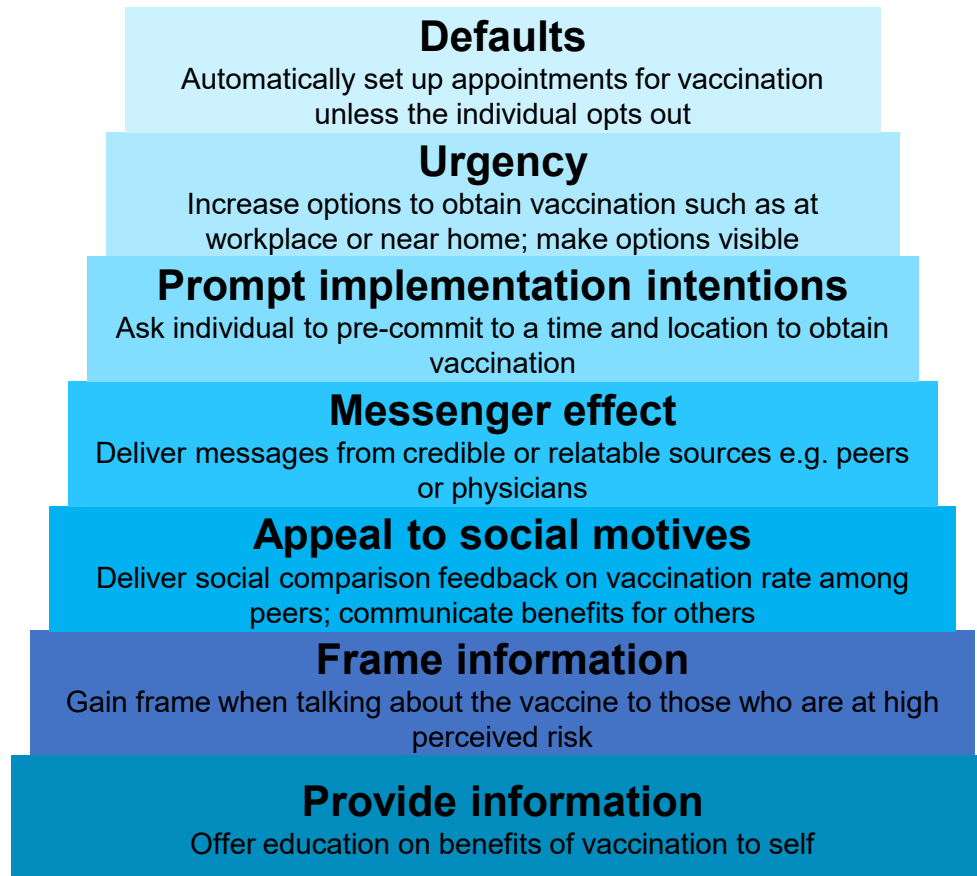 Defaults
Automatically set up appointments for vaccination
unless the individual opts out
Urgency
Increase options to obtain vaccination such as at
workplace or near home; make options visible
Prompt implementation intentions
Ask individual to pre-commit to a time and location to obtain
vaccination
Messenger effect
Deliver messages from credible or relatable sources e.g. peers
or physicians
Appeal to social motives
Deliver social comparison feedback on vaccination rate among
peers; communicate benefits for others
Frame information
Gain frame when talking about the vaccine to those who are at high
perceived risk
Provide information
Offer education on benefits of vaccination to self